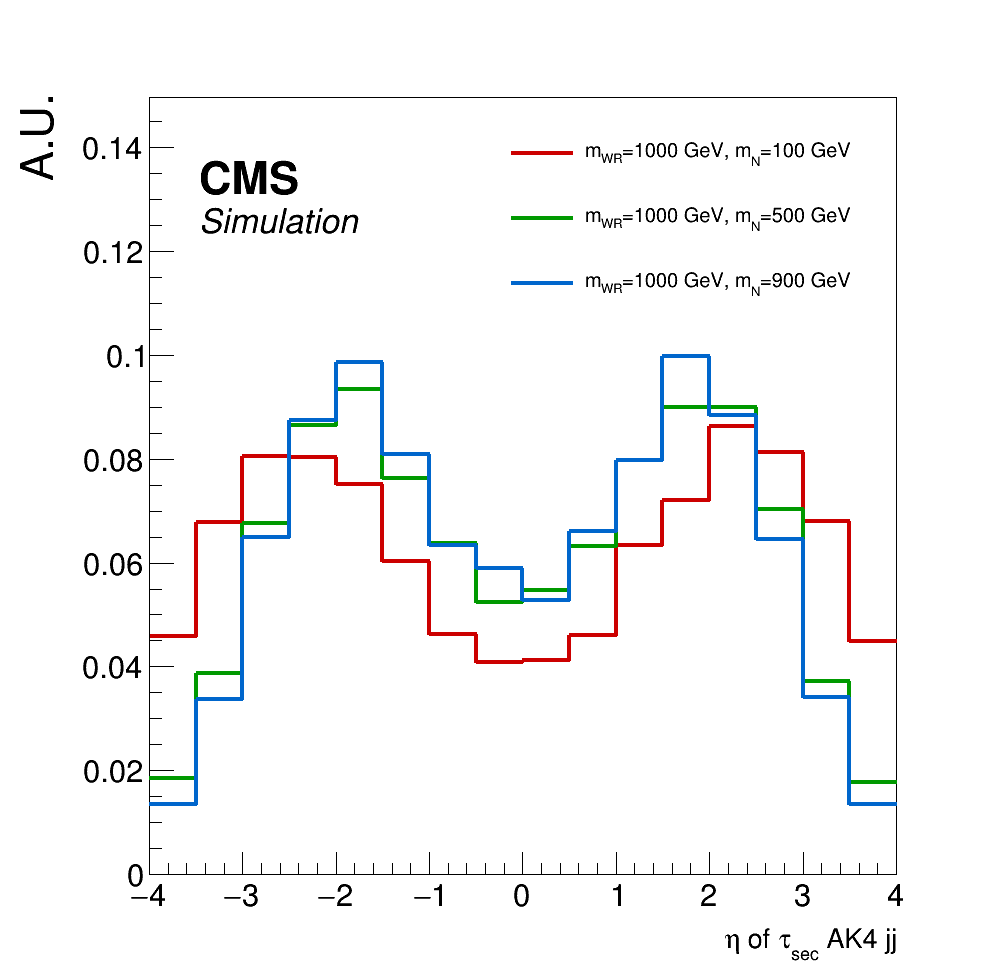 A.U.
0.14
0.12
0.1
0.08
0.06
0.04
0.02
0
CMS
Simulation
m_WR=1000 GeV, m_N=100 GeV
m_WR=1000 GeV, m_N=500 GeV
m_WR=1000 GeV, m_N=900 GeV
−4 −3 −2 −1 0 1 2 3 4
η of τ_sec AK4 jj